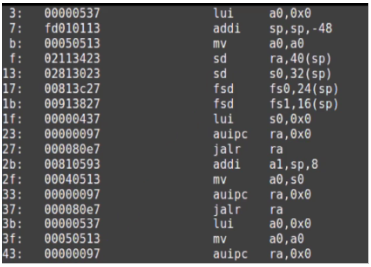 3: 00000537 lui a0,0x0
7: fd010113 addi sp,sp,-48
b: 00050513 mv a0,a0
f: 02113423 sd ra,40(sp)
13: 02813023 sd s0,32(sp)
17: 00813c27 fsd fs0,24(sp)
1b: 00913827 fsd fs1,16(sp)
1f: 00000437 lui s0,0x0
23: 00000097 auipc ra,0x0
27: 000080e7 jalr ra
2b: 00810593 addi a1,sp,8
2f: 00040513 mv a0,s0
33: 00000097 auipc ra,0x0
37: 000080e7 jalr ra
3b: 00000537 lui a0,0x0
3f: 00050513 mv a0,a0
43: 00000097 auipc ra,0x0